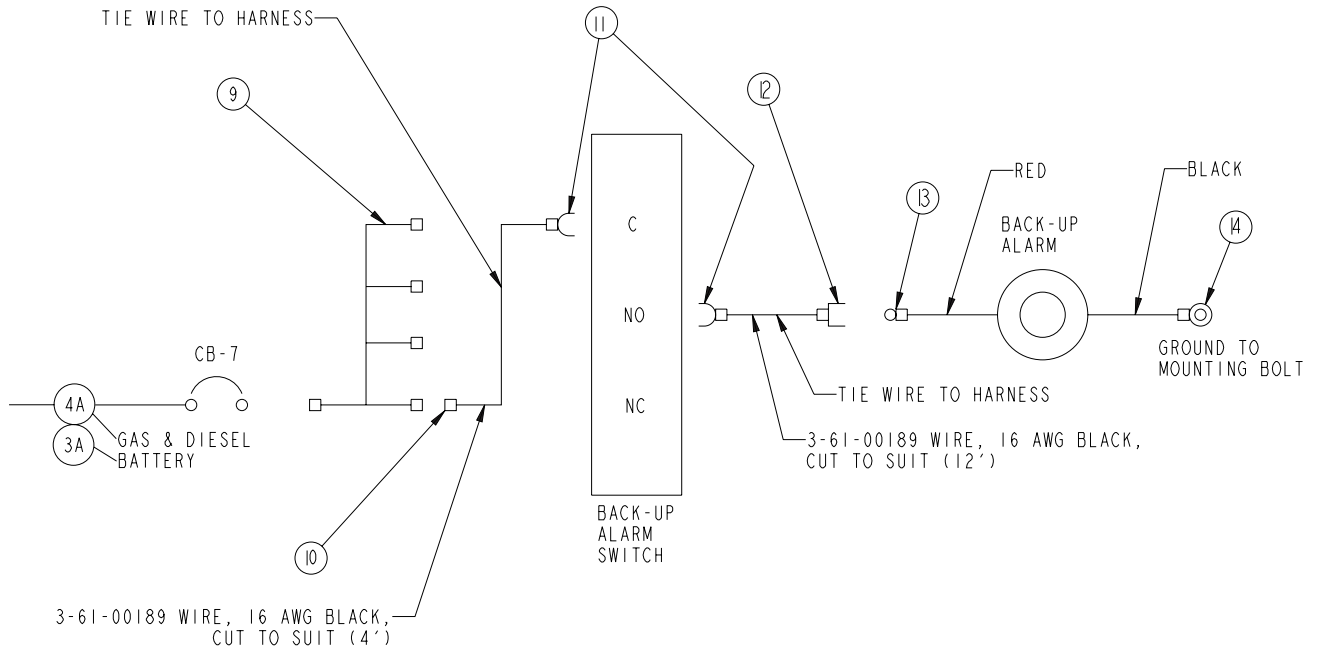 TIE WIRE TO HARNESS
11
9
12
RED
BLACK
13
BACK-UP
ALARM
14
C
NO
GROUND TO
MOUNTING BOLT
CB-7
TIE WIRE TO HARNESS
4A
NC
3A
GAS & DIESEL
BATTERY
3-61-00189 WIRE, 16 AWG BLACK,
CUT TO SUIT (12')
BACK-UP
ALARM
SWITCH
10
3-61-00189 WIRE, 16 AWG BLACK,
CUT TO SUIT (4')